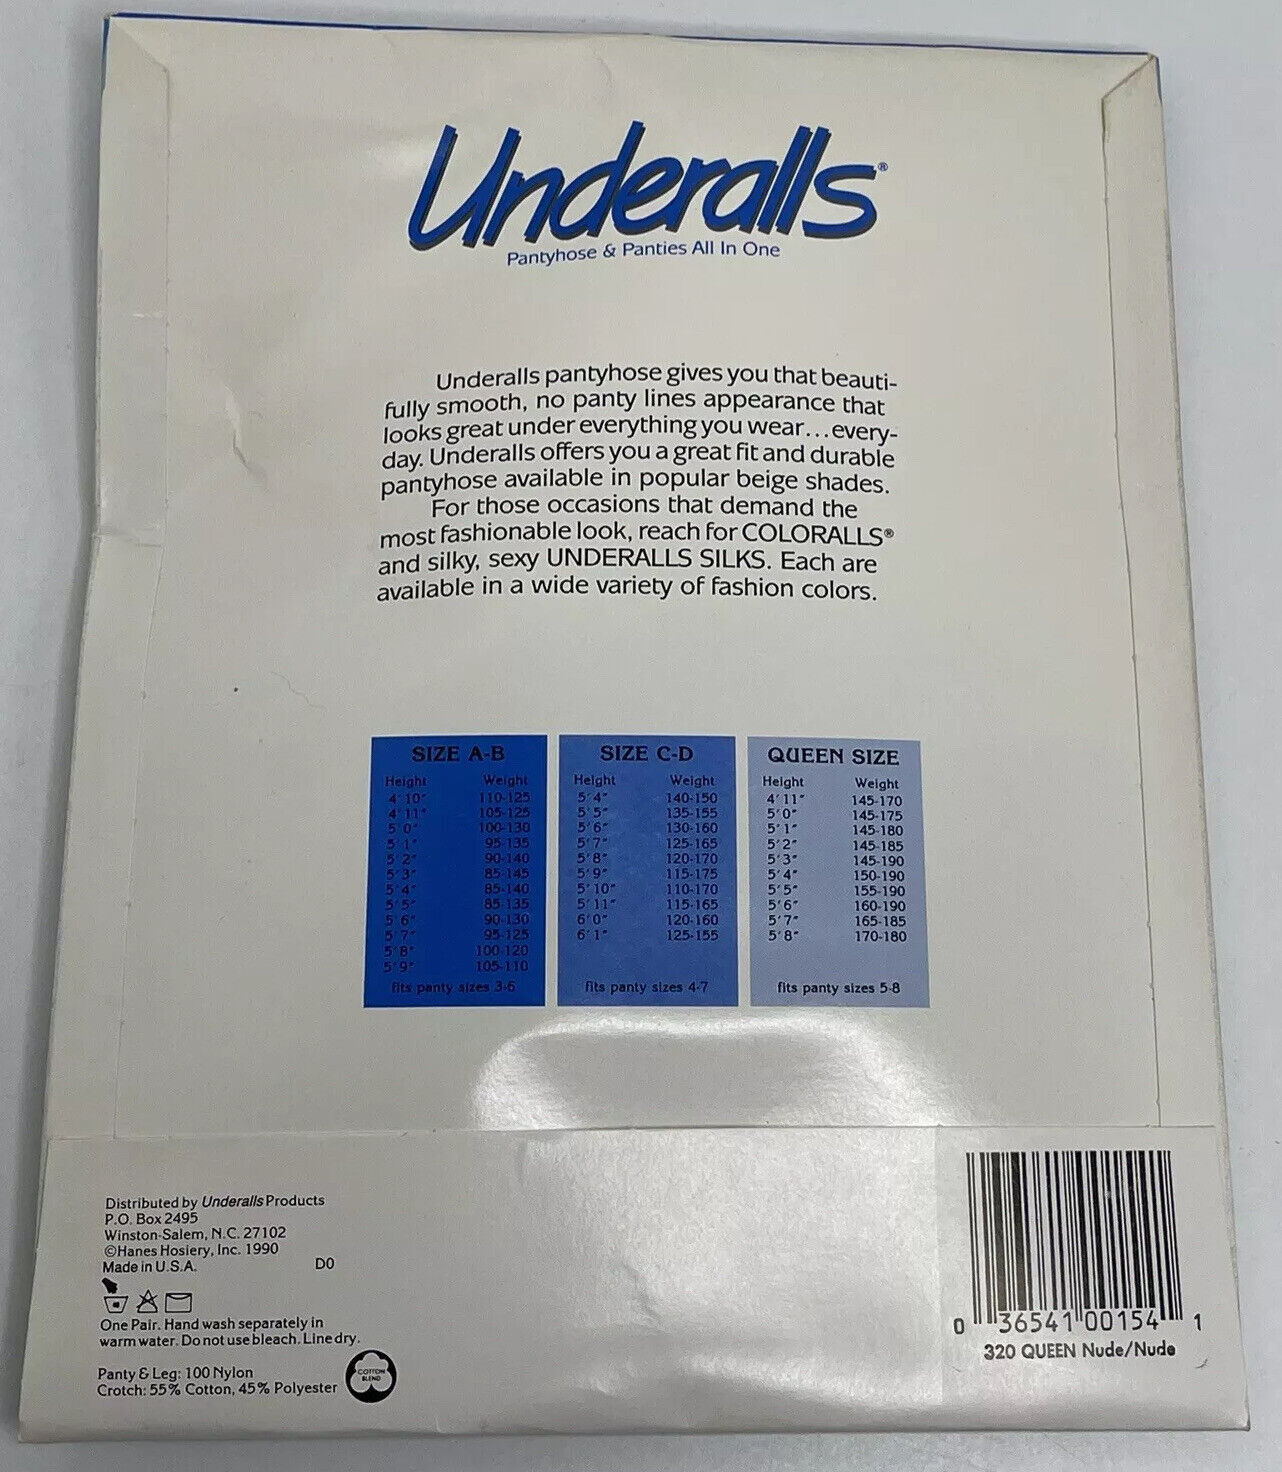 Underalls®
Pantyhose & Panties All In One
Underalls pantyhose gives you that beauti-
fully smooth, no panty lines appearance that
looks great under everything you wear...every-
day. Underalls offers you a great fit and durable
pantyhose available in popular beige shades.
For those occasions that demand the
most fashionable look, reach for COLORALLS®
and silky, sexy UNDERALLS SILKS. Each are
available in a wide variety of fashion colors.
SIZE A-B
Height Weight
4'10" 110-125
4'11" 105-125
5'0" 100-130
5'1" 95-135
5'2" 90-140
5'3" 85-145
5'4" 85-140
5'5" 85-135
5'6" 90-130
5'7" 95-125
5'8" 100-120
5'9" 105-110
fits panty sizes 3-6
SIZE C-D
Height Weight
5'4" 140-150
5'5" 135-155
5'6" 130-160
5'7" 125-165
5'8" 120-170
5'9" 115-175
5'10" 110-170
5'11" 115-165
6'0" 120-160
6'1" 125-155
fits panty sizes 4-7
QUEEN SIZE
Height Weight
4'11" 145-170
5'0" 145-175
5'1" 145-180
5'2" 145-185
5'3" 145-190
5'4" 150-190
5'5" 155-190
5'6" 160-190
5'7" 165-185
5'8" 170-180
fits panty sizes 5-8
Distributed by Underalls Products
P.O. Box 2495
Winston-Salem, N.C. 27102
©Hanes Hosiery, Inc. 1990
Made in U.S.A. D0
One Pair. Hand wash separately in
warm water. Do not use bleach. Line dry.
Panty & Leg: 100 Nylon
Crotch: 55% Cotton, 45% Polyester
COTTON
BLEND
0 36541 00154 1
320 QUEEN Nude/Nude